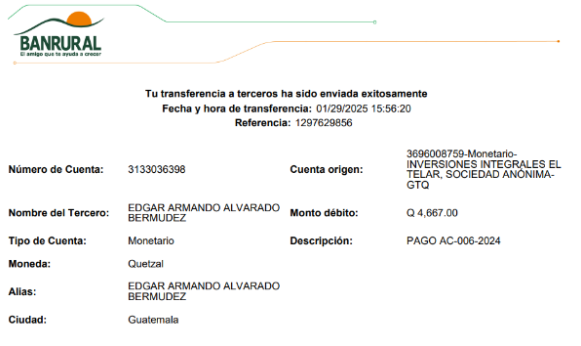 BANRURAL
El amigo que te ayuda a crecer
Tu transferencia a terceros ha sido enviada exitosamente
Fecha y hora de transferencia: 01/29/2025 15:56:20
Referencia: 1297629856
Número de Cuenta: 3133036398
Cuenta origen: 3696008759-Monetario-
INVERSIONES INTEGRALES EL
TELAR, SOCIEDAD ANÓNIMA-
GTQ
Nombre del Tercero: EDGAR ARMANDO ALVARADO
BERMUDEZ
Monto débito: Q 4,667.00
Tipo de Cuenta: Monetario
Descripción: PAGO AC-006-2024
Moneda: Quetzal
Alias: EDGAR ARMANDO ALVARADO
BERMUDEZ
Ciudad: Guatemala